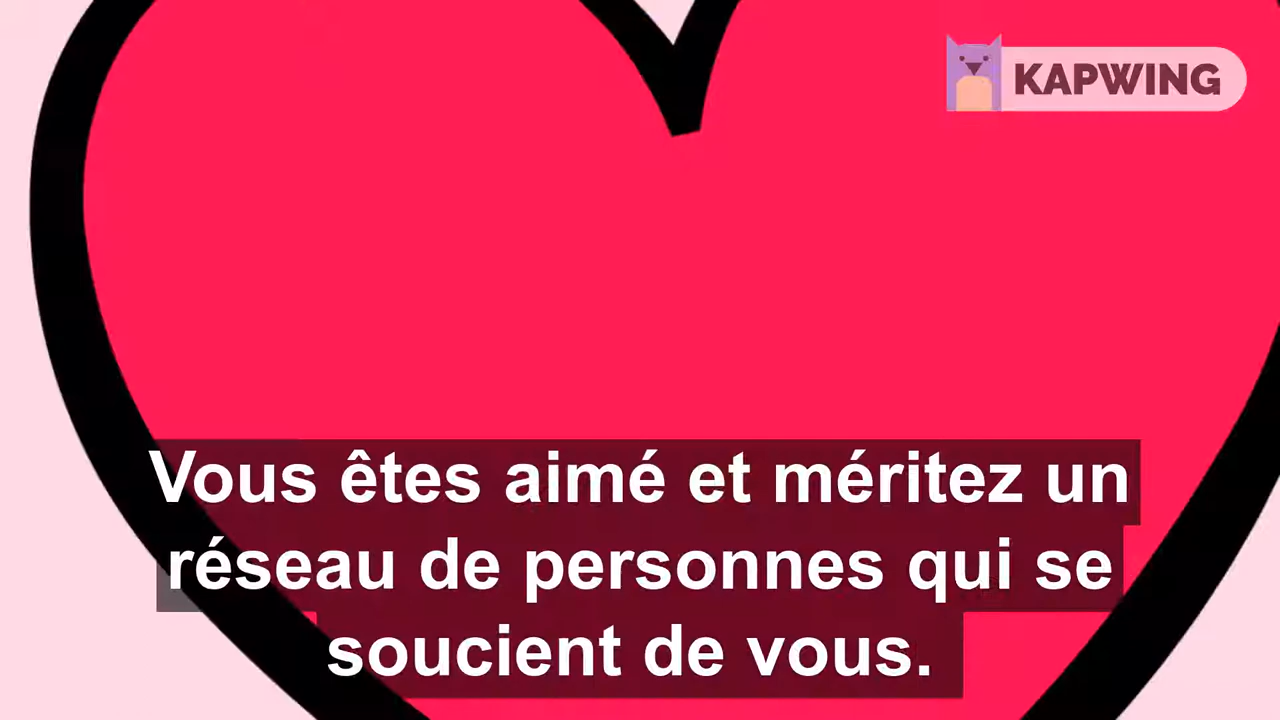 KAPWING
Vous êtes aimé et méritez un
réseau de personnes qui se
soucient de vous.